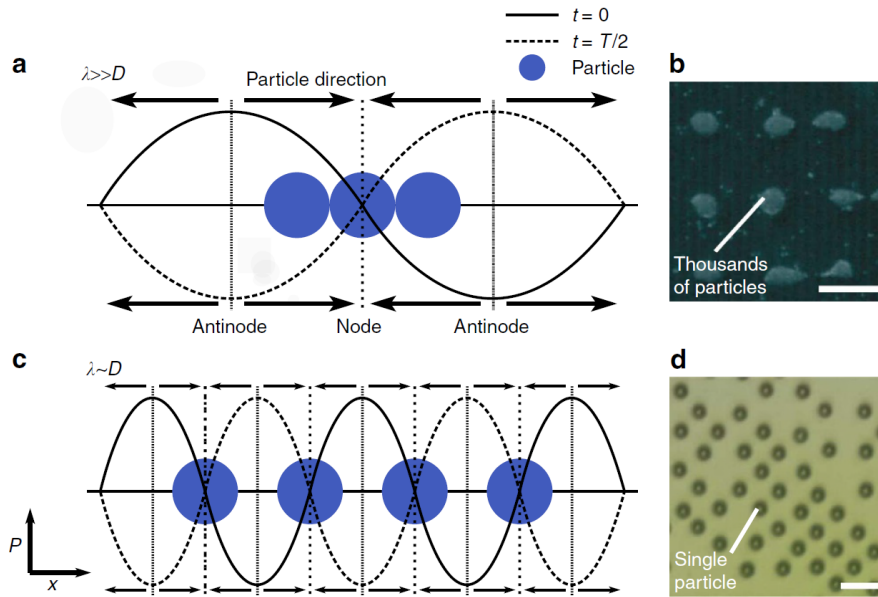 t = 0
t = T/2
Particle
a
λ>>D
Particle direction
b
Thousands
of particles
Antinode
Node
Antinode
c
λ~D
d
P
x
Single
particle